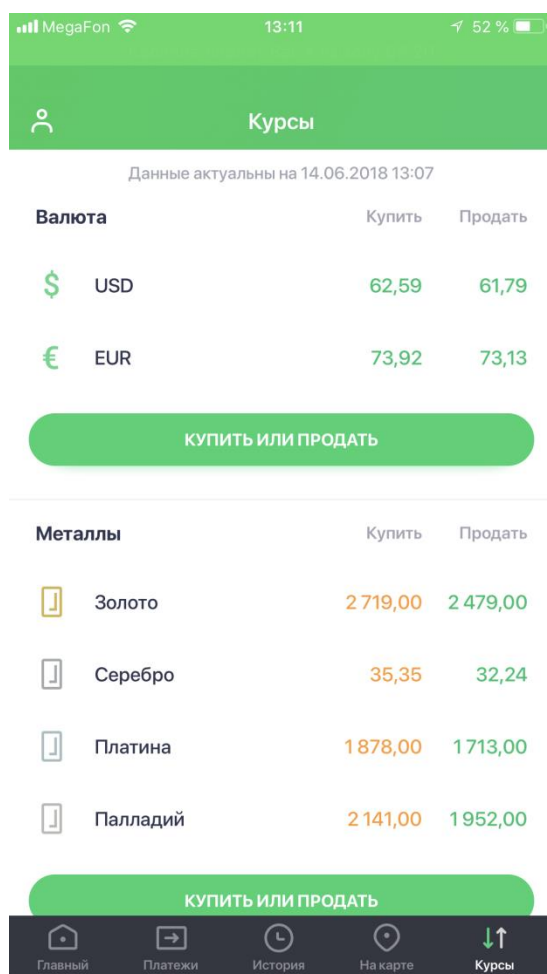 MegaFon 13:11 52 %
Курсы
Данные актуальны на 14.06.2018 13:07
Валюта Купить Продать
$ USD 62,59 61,79
€ EUR 73,92 73,13
КУПИТЬ ИЛИ ПРОДАТЬ
Металлы Купить Продать
Золото 2 719,00 2 479,00
Серебро 35,35 32,24
Платина 1 878,00 1 713,00
Палладий 2 141,00 1 952,00
КУПИТЬ ИЛИ ПРОДАТЬ
Главный Платежи История На карте Курсы